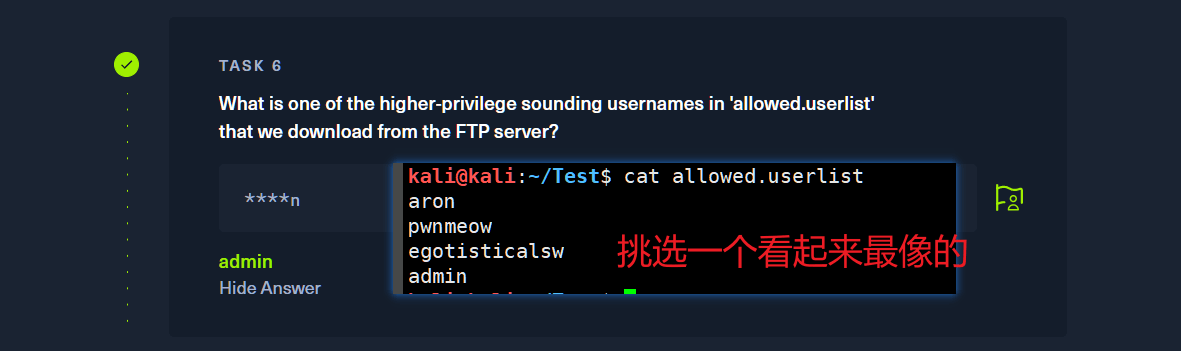 TASK 6
What is one of the higher-privilege sounding usernames in 'allowed.userlist'
that we download from the FTP server?
****n
kali@kali:~/Test$ cat allowed.userlist
aron
pwnmeow
egotisticalsw
admin
挑选一个看起来最像的
admin
Hide Answer